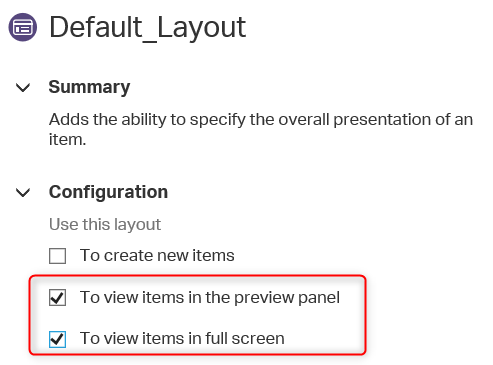 Default_Layout
Summary
Adds the ability to specify the overall presentation of an
item.
Configuration
Use this layout
To create new items
To view items in the preview panel
To view items in full screen